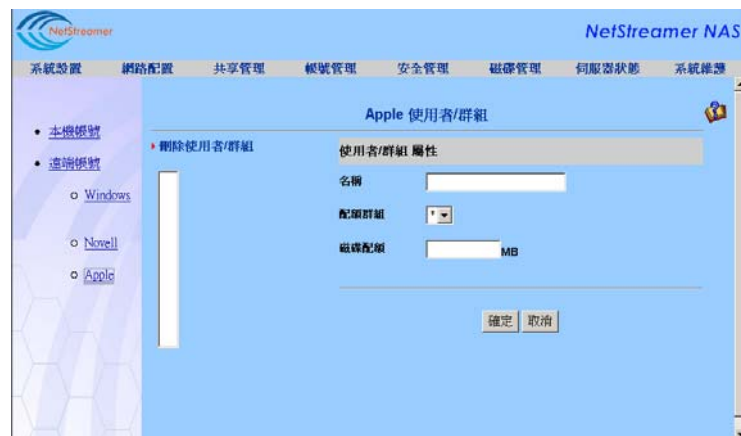 NetStreamer
NetStreamer NAS
系統設置 網路配置 共享管理 帳號管理 安全管理 磁碟管理 伺服器狀態 系統維護
Apple 使用者/群組
本機帳號
遠端帳號
Windows
Novell
Apple
刪除使用者/群組
使用者/群組 屬性
名稱
配額群組
*
磁碟配額
MB
確定 取消